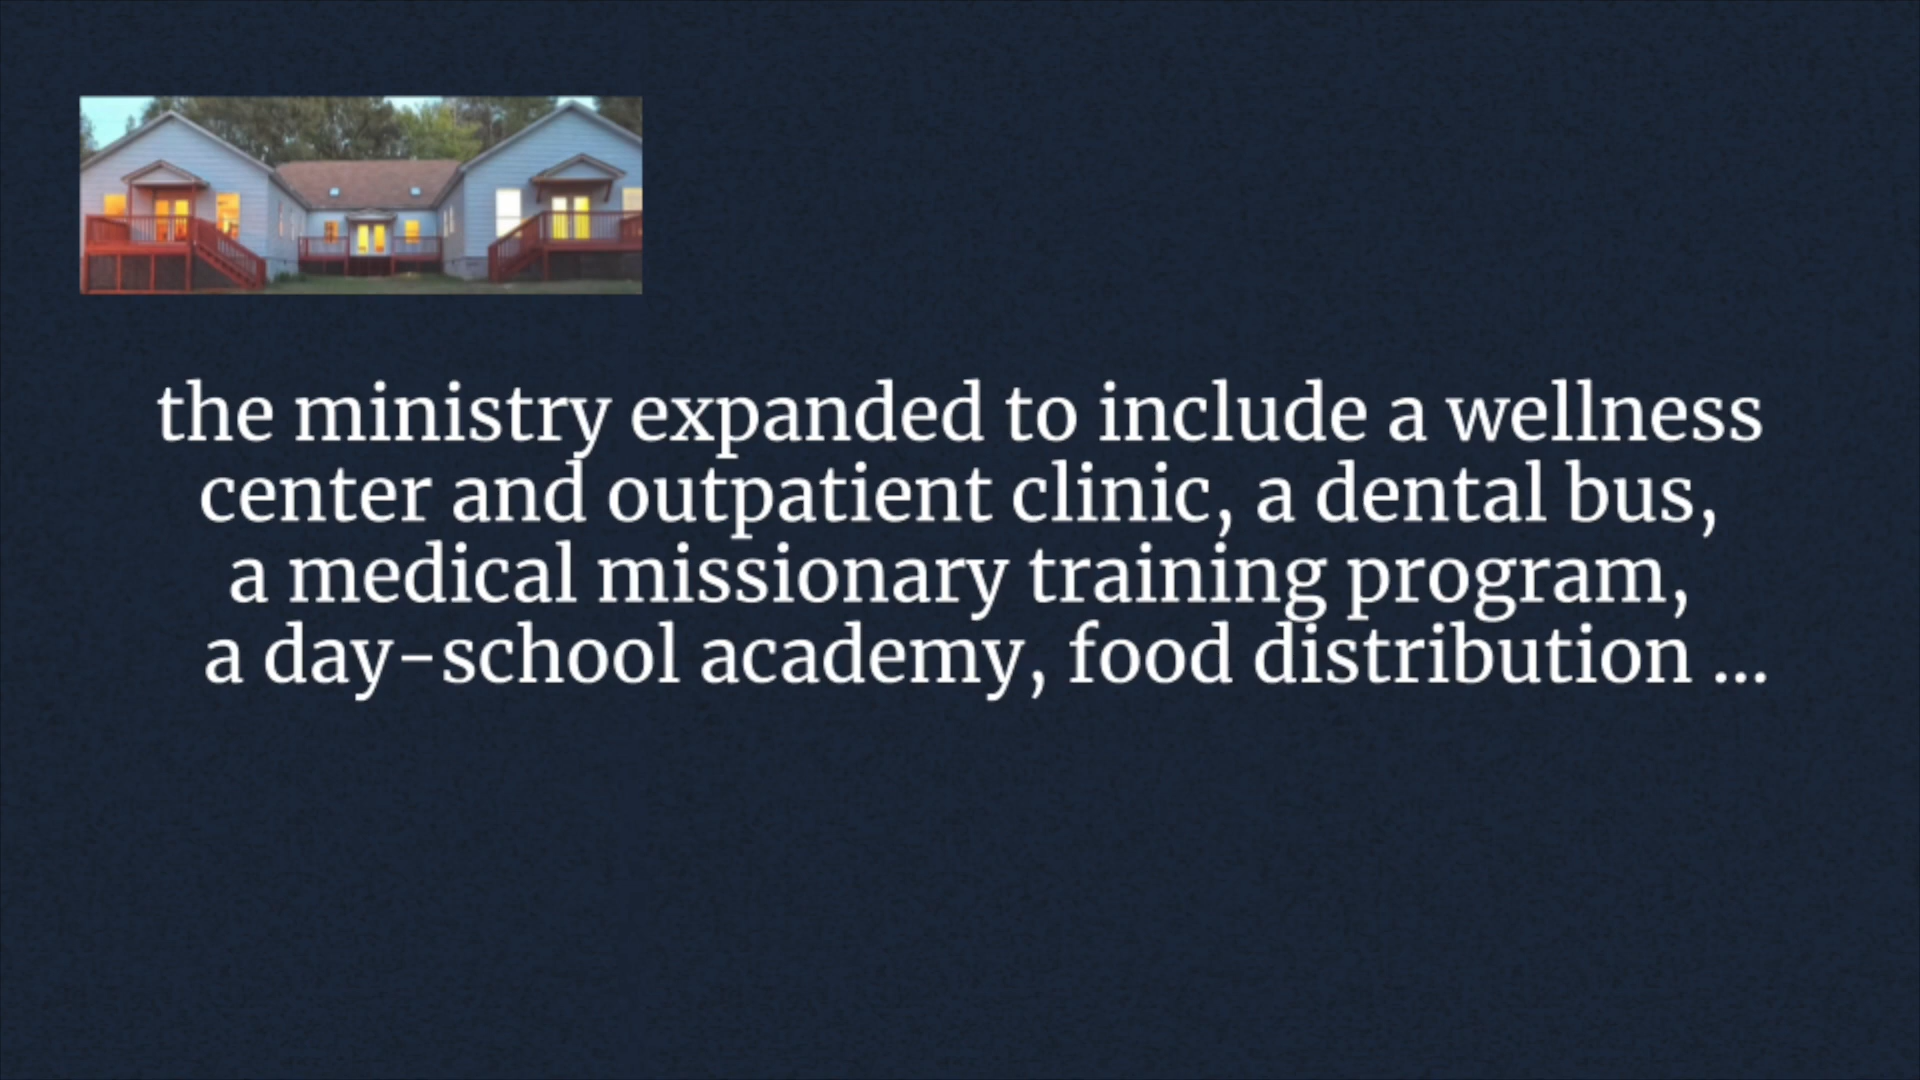 the ministry expanded to include a wellness
center and outpatient clinic, a dental bus,
a medical missionary training program,
a day-school academy, food distribution ...